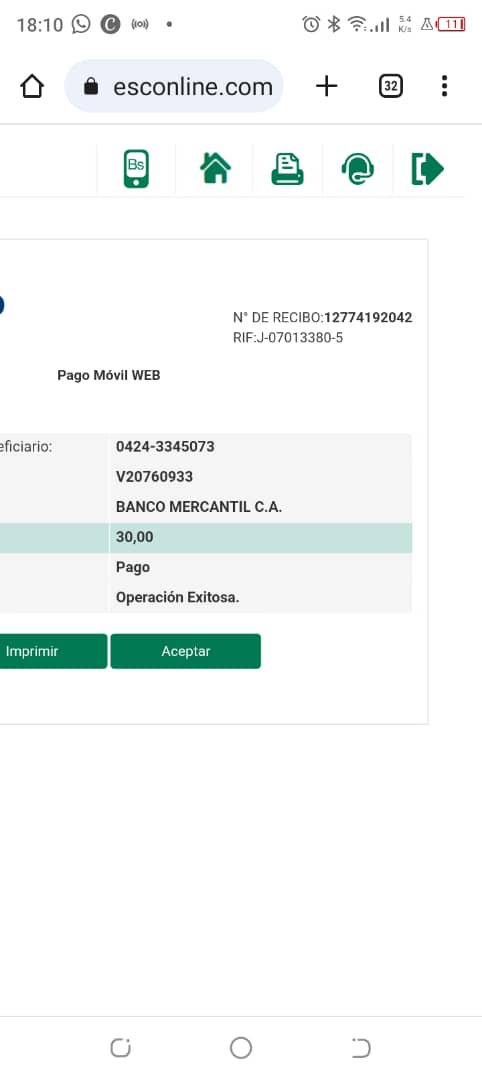 18:10
5.4
K/s
11
esconline.com
32
Bs
N° DE RECIBO:12774192042
RIF:J-07013380-5
Pago Móvil WEB
eficiario: 0424-3345073
V20760933
BANCO MERCANTIL C.A.
30,00
Pago
Operación Exitosa.
Imprimir Aceptar